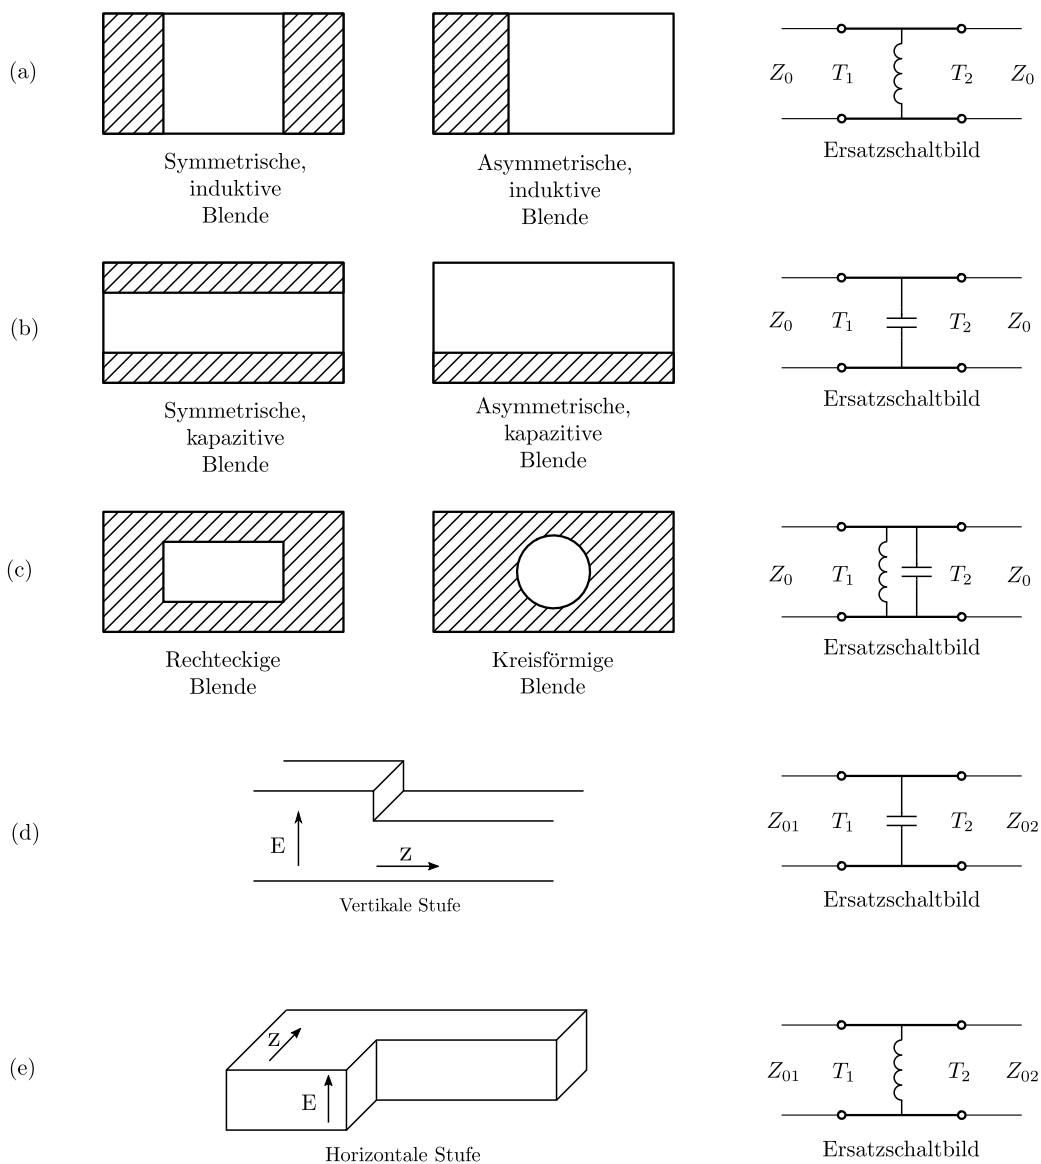 (a)
Symmetrische,
induktive
Blende
Asymmetrische,
induktive
Blende
Z0 T1 T2 Z0
Ersatzschaltbild
(b)
Symmetrische,
kapazitive
Blende
Asymmetrische,
kapazitive
Blende
Z0 T1 T2 Z0
Ersatzschaltbild
(c)
Rechteckige
Blende
Kreisförmige
Blende
Z0 T1 T2 Z0
Ersatzschaltbild
(d)
E
z
Vertikale Stufe
Z01 T1 T2 Z02
Ersatzschaltbild
(e)
z
E
Horizontale Stufe
Z01 T1 T2 Z02
Ersatzschaltbild